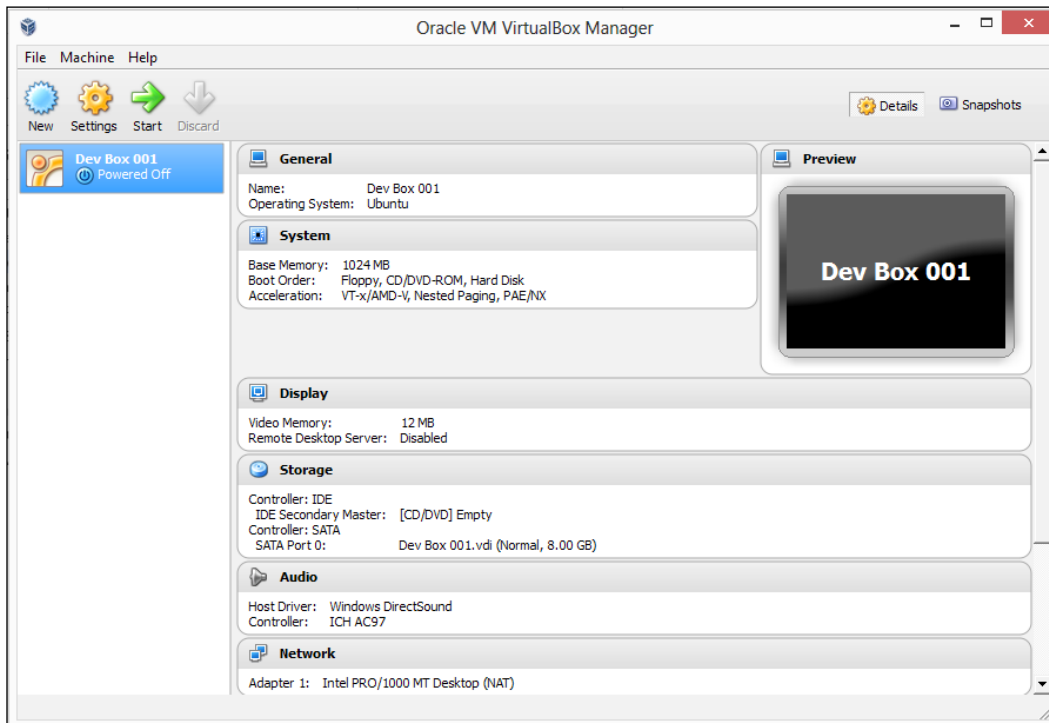 Oracle VM VirtualBox Manager
File Machine Help
New Settings Start Discard
Details Snapshots
Dev Box 001
Powered Off
General
Name: Dev Box 001
Operating System: Ubuntu
System
Base Memory: 1024 MB
Boot Order: Floppy, CD/DVD-ROM, Hard Disk
Acceleration: VT-x/AMD-V, Nested Paging, PAE/NX
Preview
Dev Box 001
Display
Video Memory: 12 MB
Remote Desktop Server: Disabled
Storage
Controller: IDE
IDE Secondary Master: [CD/DVD] Empty
Controller: SATA
SATA Port 0: Dev Box 001.vdi (Normal, 8.00 GB)
Audio
Host Driver: Windows DirectSound
Controller: ICH AC97
Network
Adapter 1: Intel PRO/1000 MT Desktop (NAT)